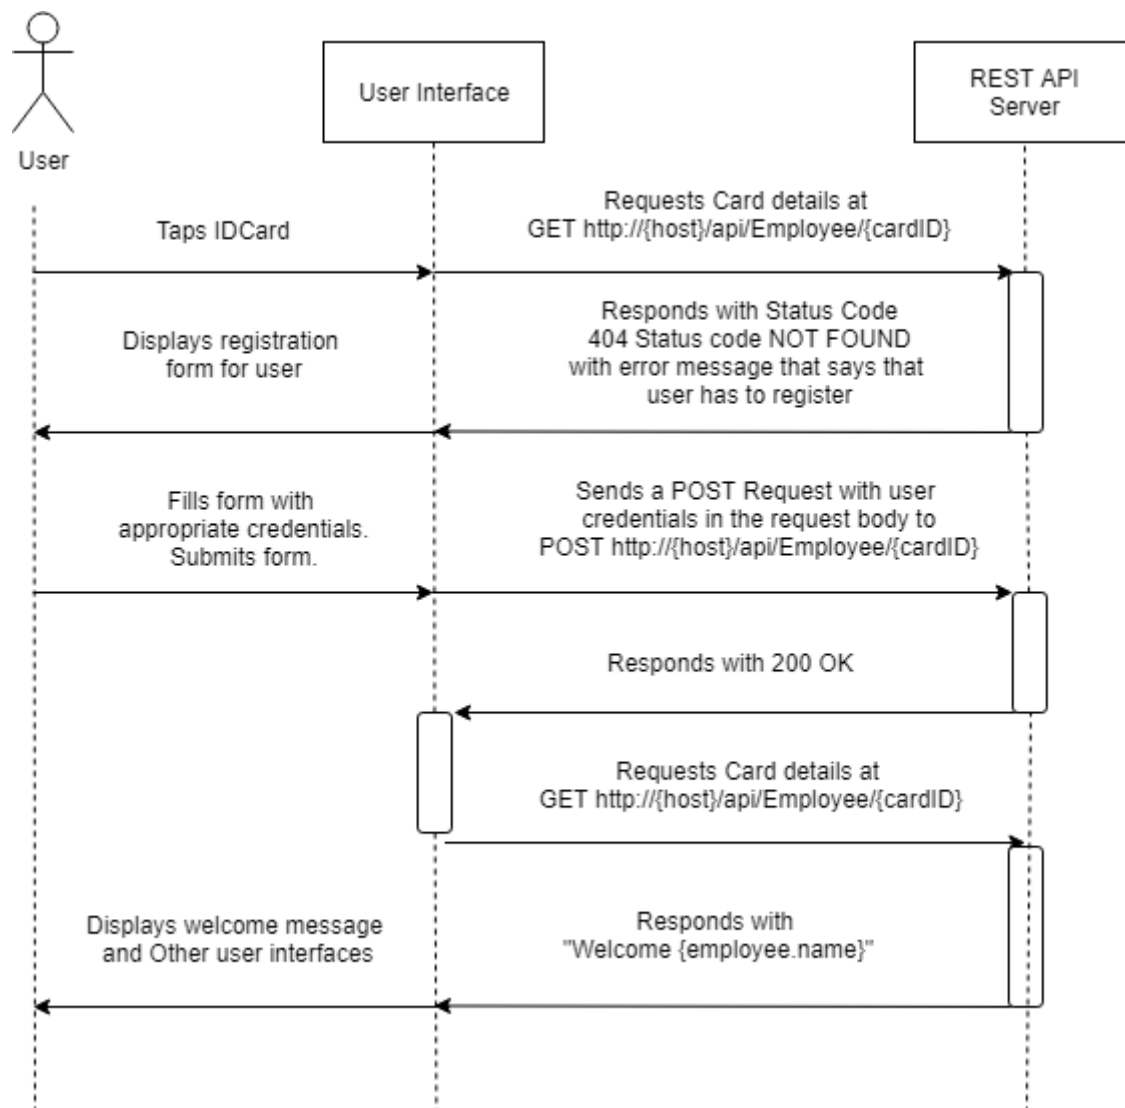 User
User Interface
REST API
Server
Taps IDCard
Requests Card details at
GET http://{host}/api/Employee/{cardID}
Displays registration
form for user
Responds with Status Code
404 Status code NOT FOUND
with error message that says that
user has to register
Fills form with
appropriate credentials.
Submits form.
Sends a POST Request with user
credentials in the request body to
POST http://{host}/api/Employee/{cardID}
Responds with 200 OK
Requests Card details at
GET http://{host}/api/Employee/{cardID}
Displays welcome message
and Other user interfaces
Responds with
"Welcome {employee.name}"